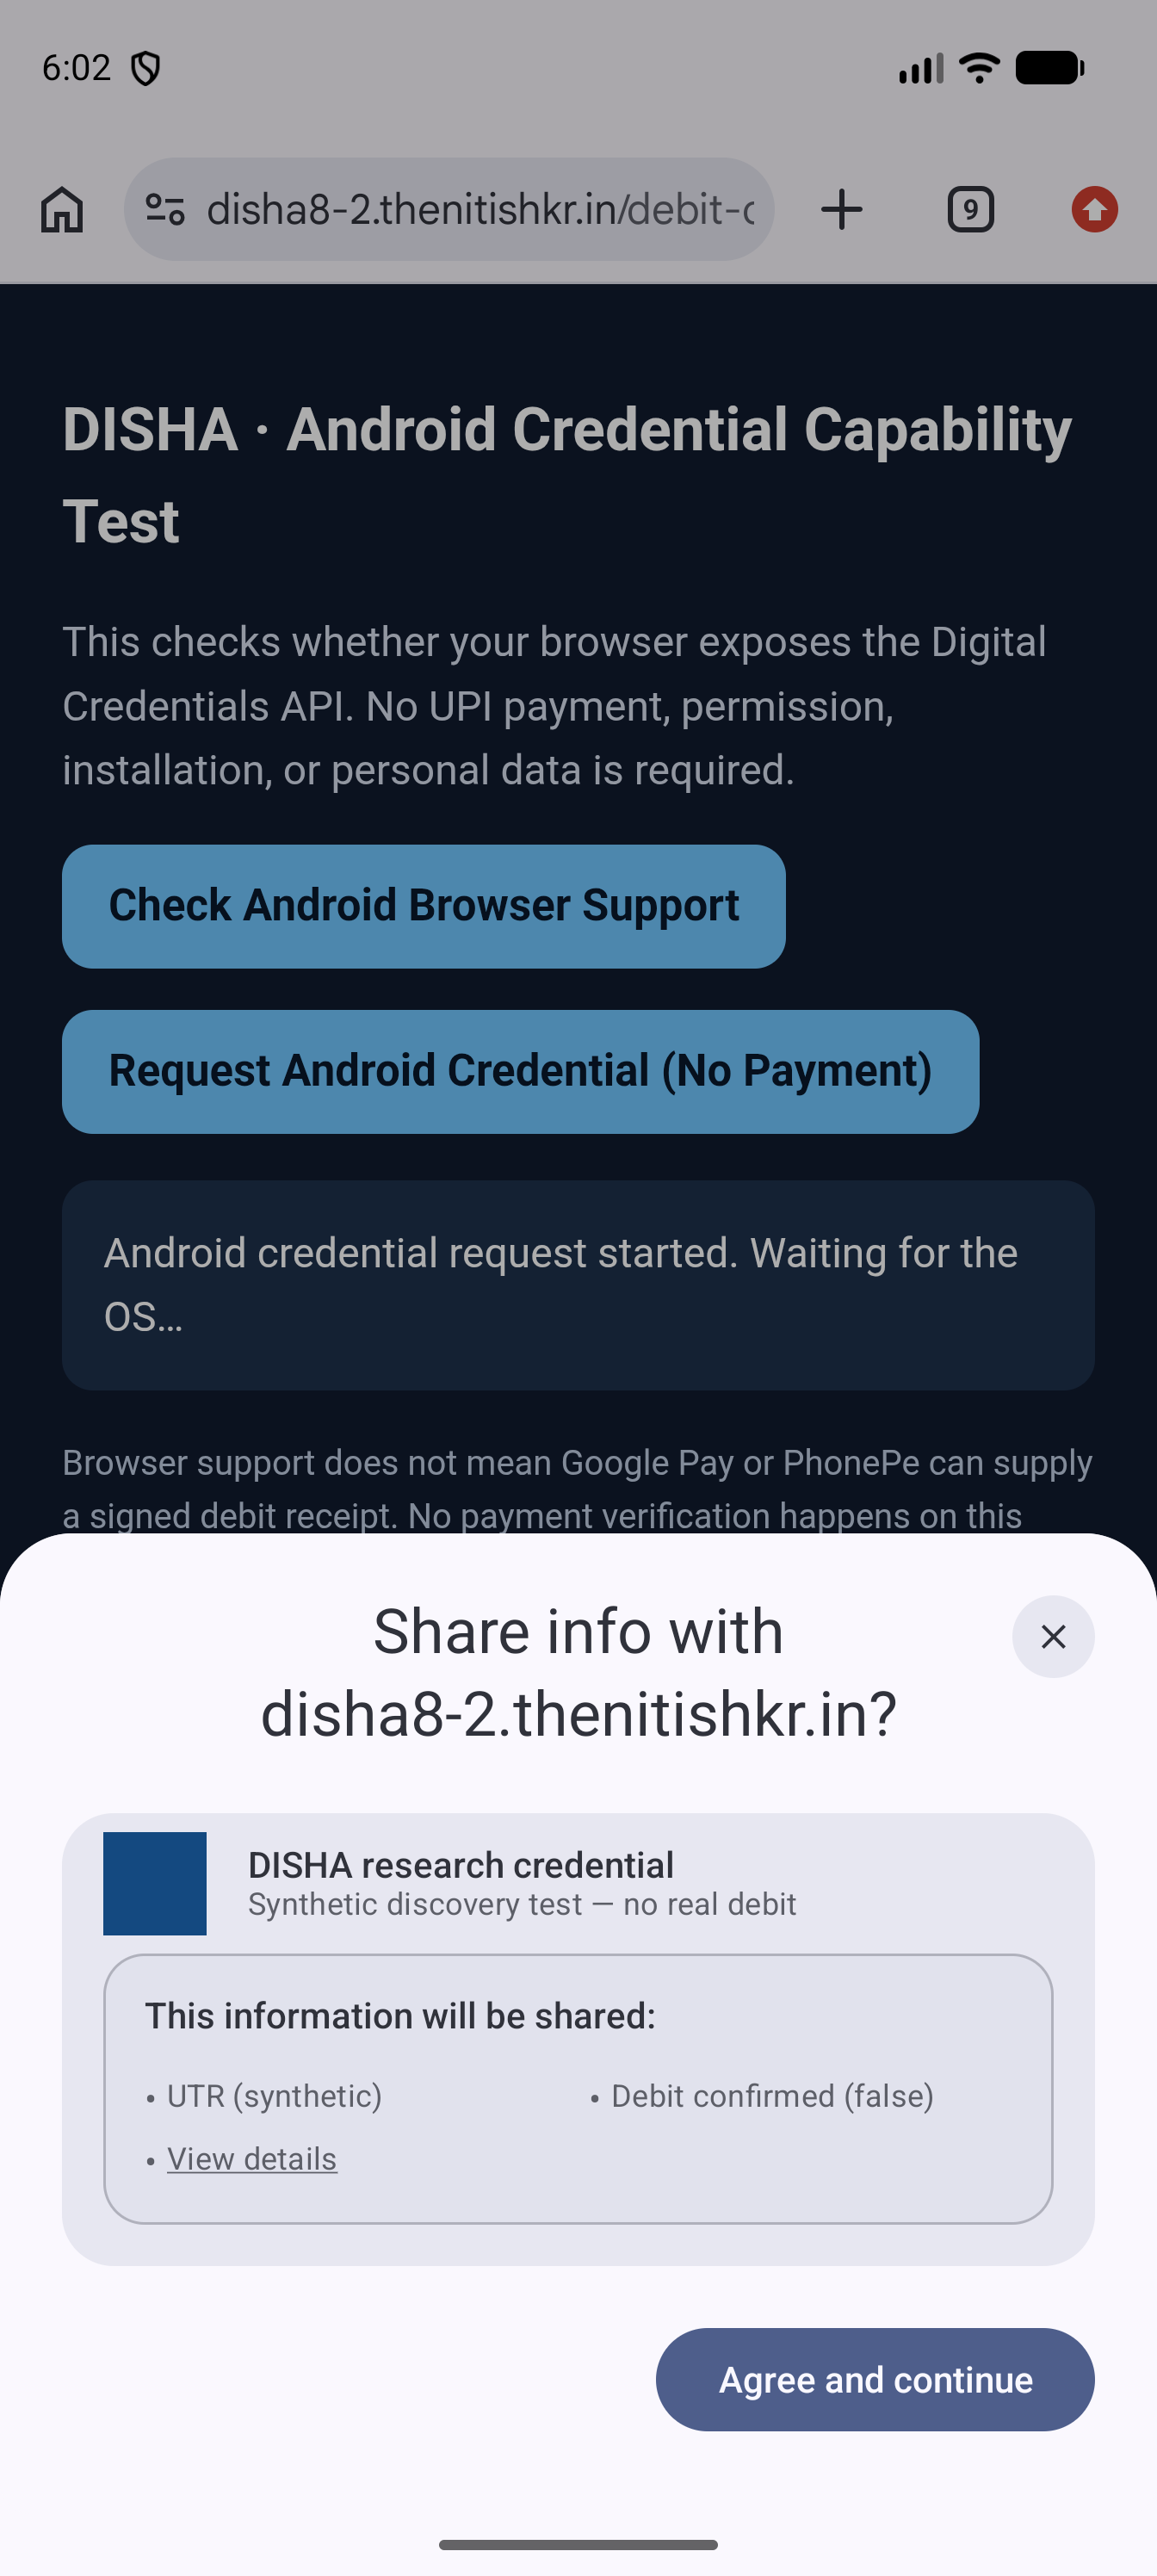 6:02
disha8-2.thenitishkr.in/debit-c
9
DISHA · Android Credential Capability
Test
This checks whether your browser exposes the Digital
Credentials API. No UPI payment, permission,
installation, or personal data is required.
Check Android Browser Support
Request Android Credential (No Payment)
Android credential request started. Waiting for the
OS…
Browser support does not mean Google Pay or PhonePe can supply
a signed debit receipt. No payment verification happens on this
Share info with
disha8-2.thenitishkr.in?
DISHA research credential
Synthetic discovery test — no real debit
This information will be shared:
• UTR (synthetic)
• Debit confirmed (false)
• View details
Agree and continue